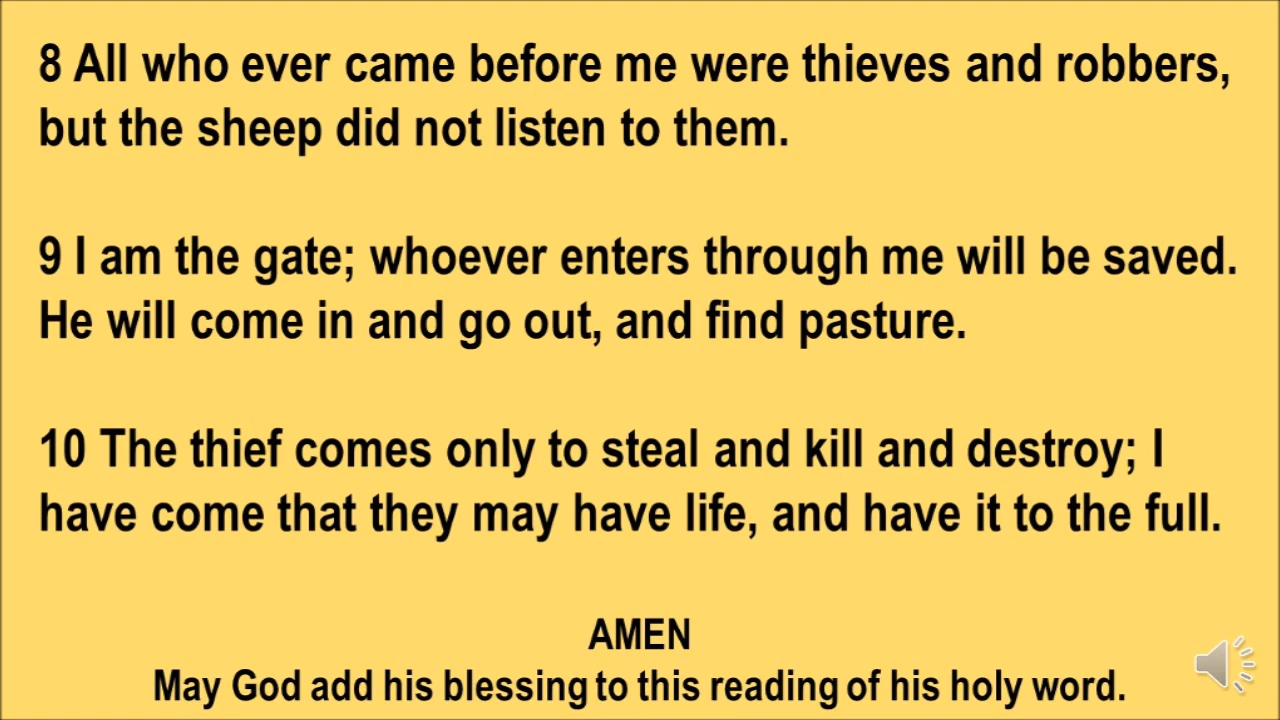 8 All who ever came before me were thieves and robbers,
but the sheep did not listen to them.
9 I am the gate; whoever enters through me will be saved.
He will come in and go out, and find pasture.
10 The thief comes only to steal and kill and destroy; I
have come that they may have life, and have it to the full.
AMEN
May God add his blessing to this reading of his holy word.